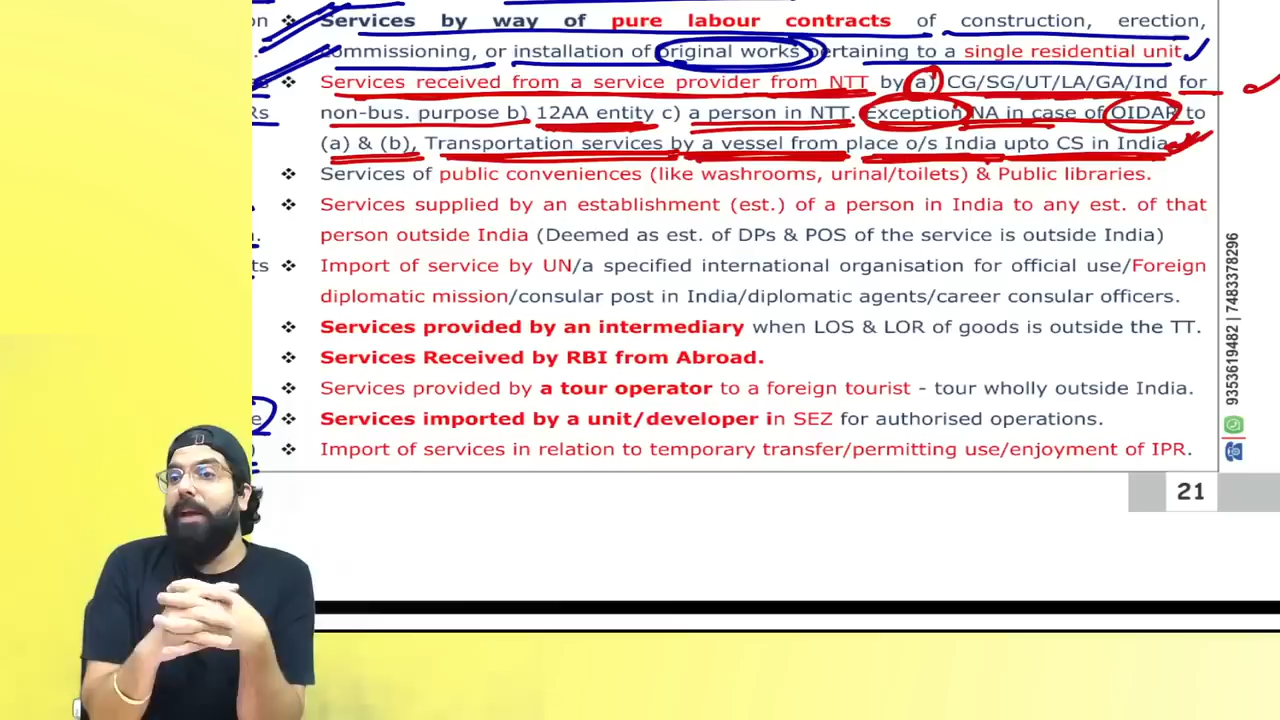 on
❖ Services by way of pure labour contracts of construction, erection,
commissioning, or installation of original works pertaining to a single residential unit.
❖ Services received from a service provider from NTT by a) CG/SG/UT/LA/GA/Ind for
Rs non-bus. purpose b) 12AA entity c) a person in NTT. Exception NA in case of OIDAR to
(a) & (b), Transportation services by a vessel from place o/s India upto CS in India.
❖ Services of public conveniences (like washrooms, urinal/toilets) & Public libraries.
❖ Services supplied by an establishment (est.) of a person in India to any est. of that
person outside India (Deemed as est. of DPs & POS of the service is outside India)
ts ❖ Import of service by UN/a specified international organisation for official use/Foreign
diplomatic mission/consular post in India/diplomatic agents/career consular officers.
❖ Services provided by an intermediary when LOS & LOR of goods is outside the TT.
❖ Services Received by RBI from Abroad.
❖ Services provided by a tour operator to a foreign tourist - tour wholly outside India.
e ❖ Services imported by a unit/developer in SEZ for authorised operations.
) ❖ Import of services in relation to temporary transfer/permitting use/enjoyment of IPR.
9353619482 | 7483378296
21